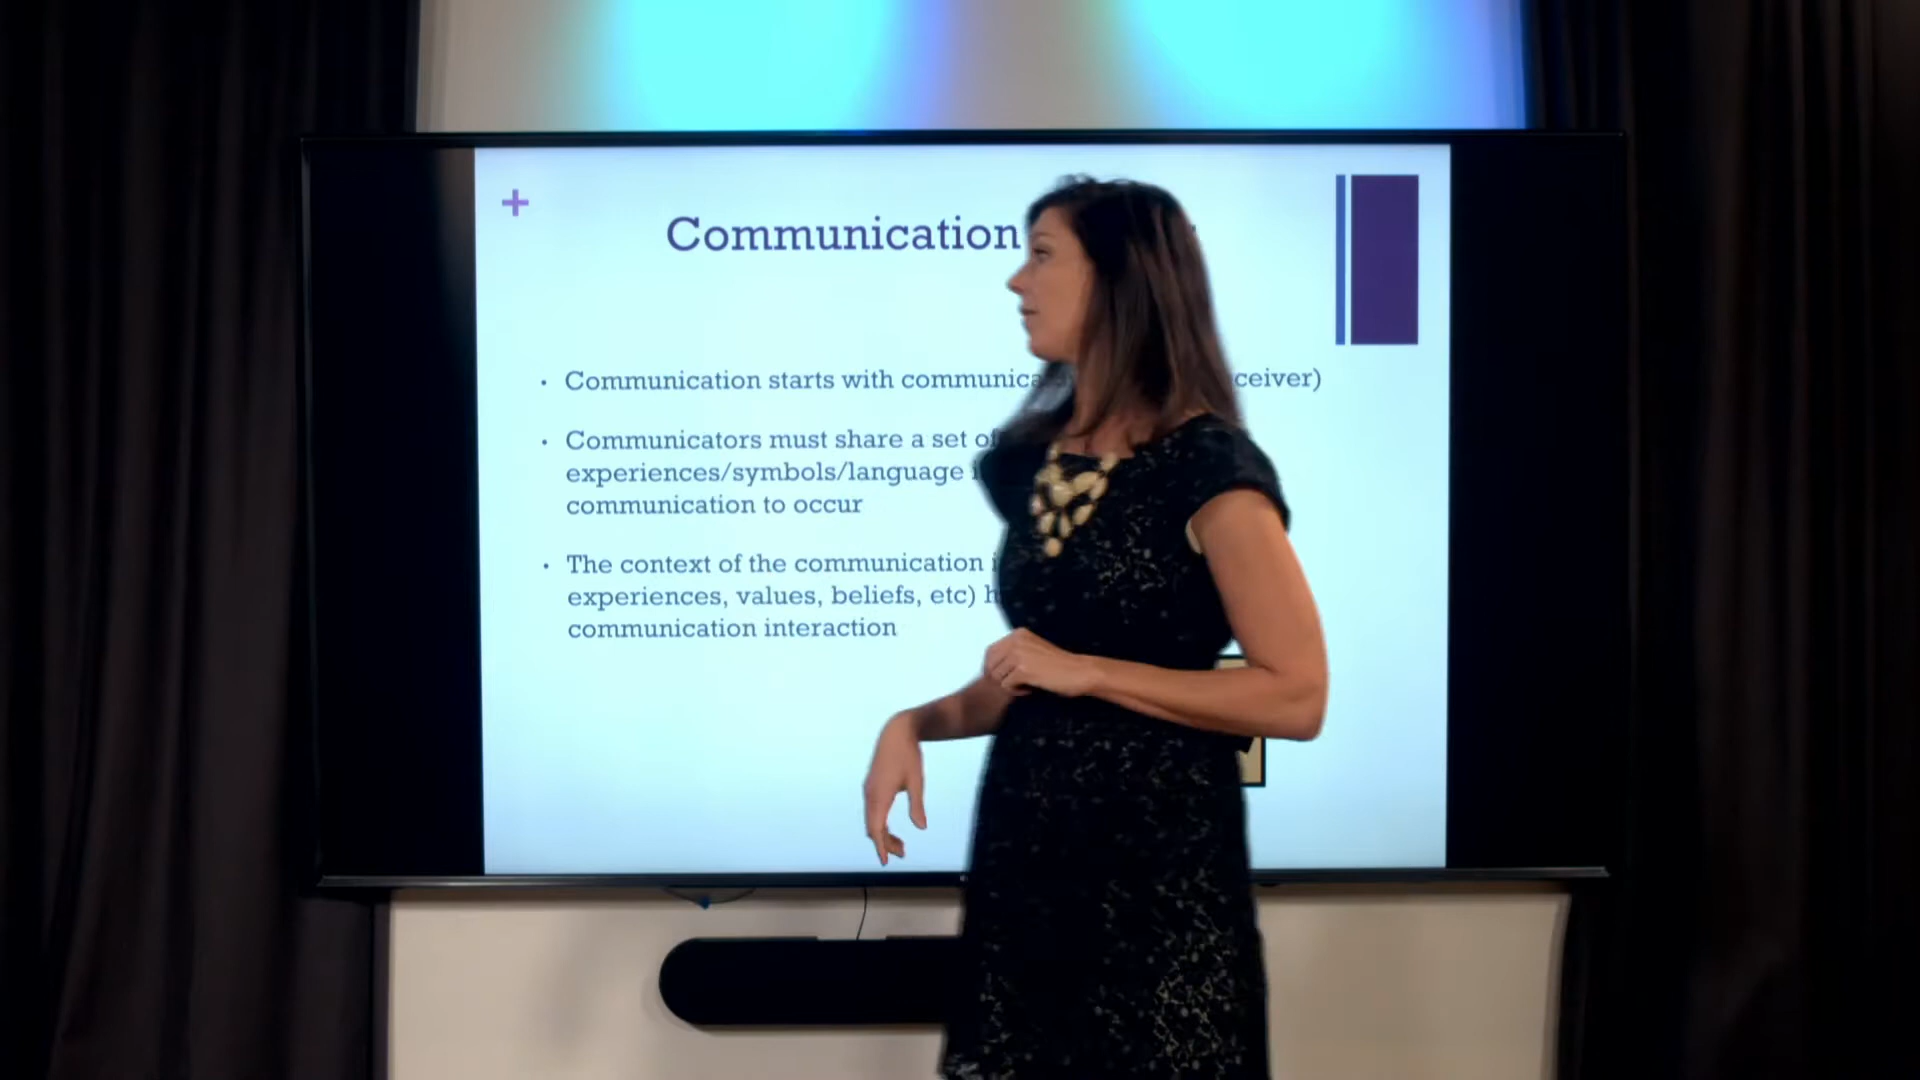 +
Communication
Communication starts with ceiver)
Communicators must share a set of
experiences/symbols/language
communication to occur
The context of the communication
experiences, values, beliefs, etc)
communication interaction